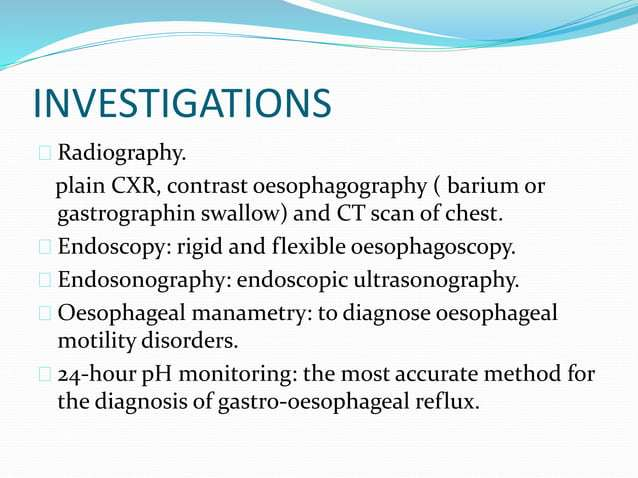 INVESTIGATIONS
Radiography.
plain CXR, contrast oesophagography ( barium or
gastrographin swallow) and CT scan of chest.
Endoscopy: rigid and flexible oesophagoscopy.
Endosonography: endoscopic ultrasonography.
Oesophageal manametry: to diagnose oesophageal
motility disorders.
24-hour pH monitoring: the most accurate method for
the diagnosis of gastro-oesophageal reflux.